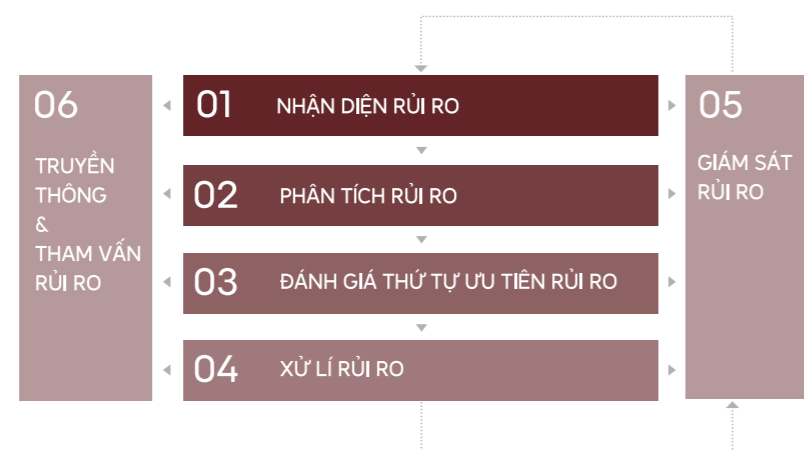 06
TRUYỀN
THÔNG
&
THAM VẤN
RỦI RO
01 NHẬN DIỆN RỦI RO
02 PHÂN TÍCH RỦI RO
03 ĐÁNH GIÁ THỨ TỰ ƯU TIÊN RỦI RO
04 XỬ LÍ RỦI RO
05
GIÁM SÁT
RỦI RO